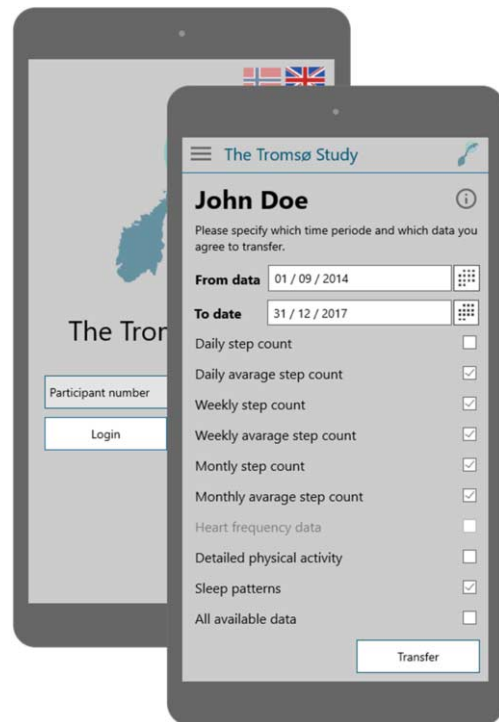 The Tror
Participant number
Login
The Tromsø Study
John Doe
Please specify which time periode and which data you
agree to transfer.
From data 01 / 09 / 2014
To date 31 / 12 / 2017
Daily step count
Daily avarage step count
Weekly step count
Weekly avarage step count
Montly step count
Monthly avarage step count
Heart frequency data
Detailed physical activity
Sleep patterns
All available data
Transfer